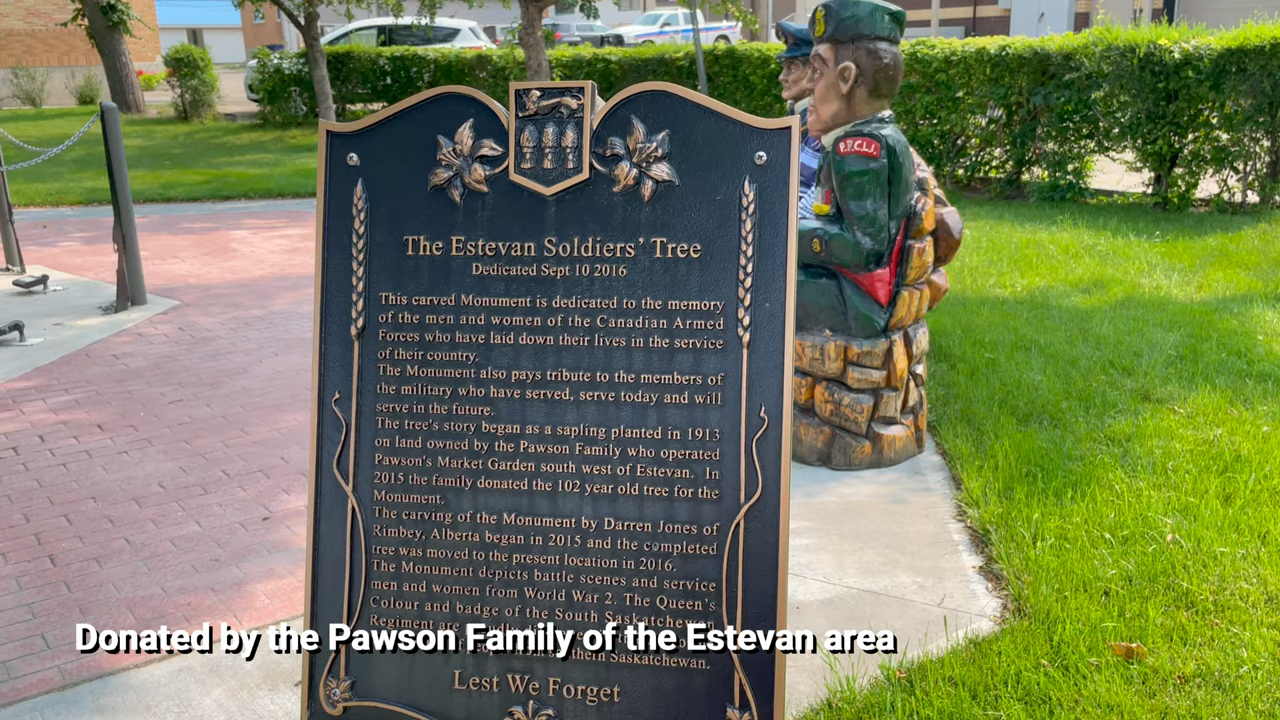 P.P.C.L.I.
The Estevan Soldiers' Tree
Dedicated Sept 10 2016
This carved Monument is dedicated to the memory
of the men and women of the Canadian Armed
Forces who have laid down their lives in the service
of their country.
The Monument also pays tribute to the members of
the military who have served, serve today and will
serve in the future.
The tree's story began as a sapling planted in 1913
on land owned by the Pawson Family who operated
Pawson's Market Garden south west of Estevan. In
2015 the family donated the 102 year old tree for the
Monument.
The carving of the Monument by Darren Jones of
Rimbey, Alberta began in 2015 and the completed
tree was moved to the present location in 2016.
The Monument depicts battle scenes and service
men and women from World War 2. The Queen's
Colour and badge of the South Saskatchewan
Regiment are
Donated by the Pawson Family of the Estevan area
Saskatchewan.
Lest We Forget